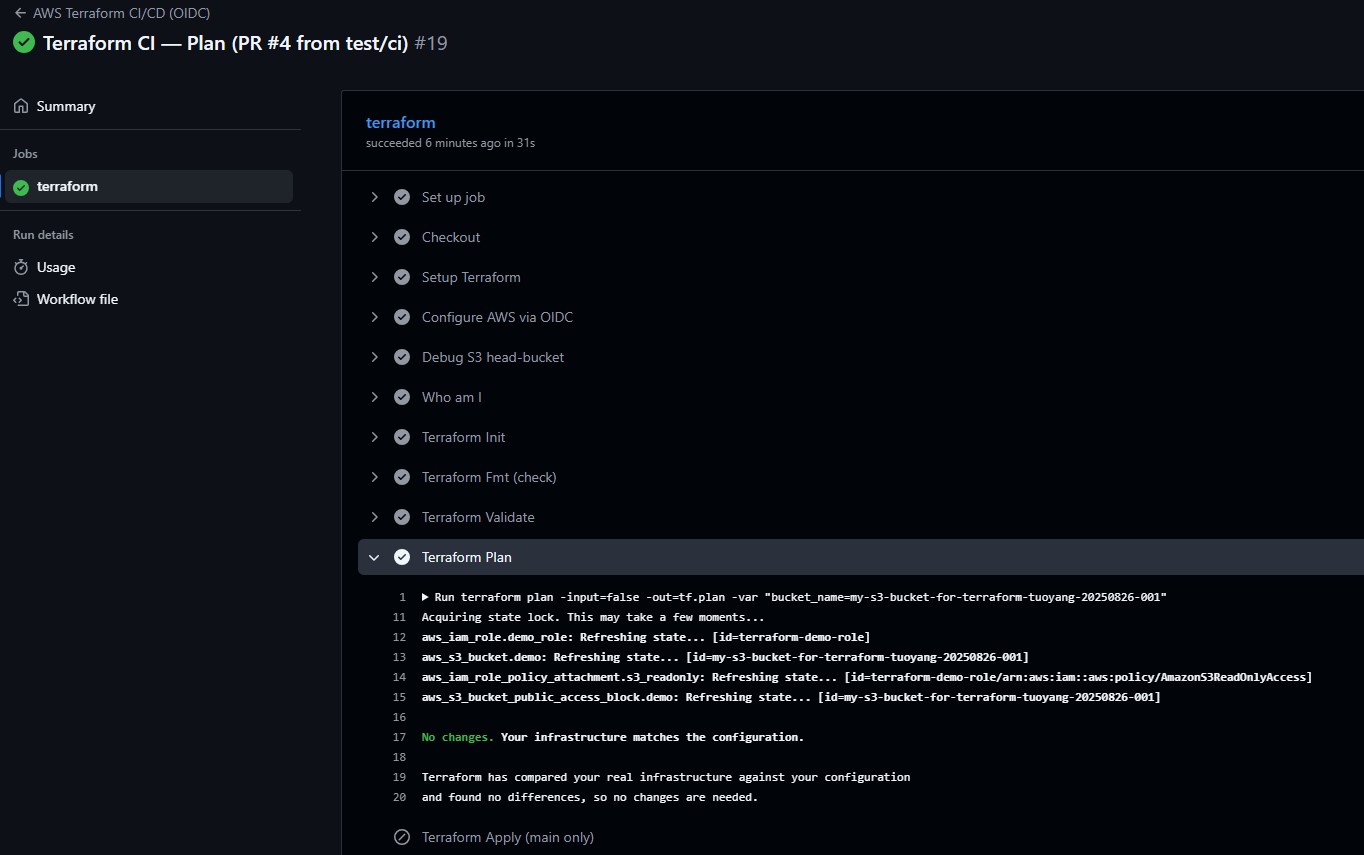 AWS Terraform CI/CD (OIDC)
Terraform CI — Plan (PR #4 from test/ci) #19
Summary
Jobs
terraform
Run details
Usage
Workflow file
terraform
succeeded 6 minutes ago in 31s
Set up job
Checkout
Setup Terraform
Configure AWS via OIDC
Debug S3 head-bucket
Who am I
Terraform Init
Terraform Fmt (check)
Terraform Validate
Terraform Plan
1 Run terraform plan -input=false -out=tf.plan -var "bucket_name=my-s3-bucket-for-terraform-tuoyang-20250826-001"
11 Acquiring state lock. This may take a few moments...
12 aws_iam_role.demo_role: Refreshing state... [id=terraform-demo-role]
13 aws_s3_bucket.demo: Refreshing state... [id=my-s3-bucket-for-terraform-tuoyang-20250826-001]
14 aws_iam_role_policy_attachment.s3_readonly: Refreshing state... [id=terraform-demo-role/arn:aws:iam::aws:policy/AmazonS3ReadOnlyAccess]
15 aws_s3_bucket_public_access_block.demo: Refreshing state... [id=my-s3-bucket-for-terraform-tuoyang-20250826-001]
16
17 No changes. Your infrastructure matches the configuration.
18
19 Terraform has compared your real infrastructure against your configuration
20 and found no differences, so no changes are needed.
Terraform Apply (main only)